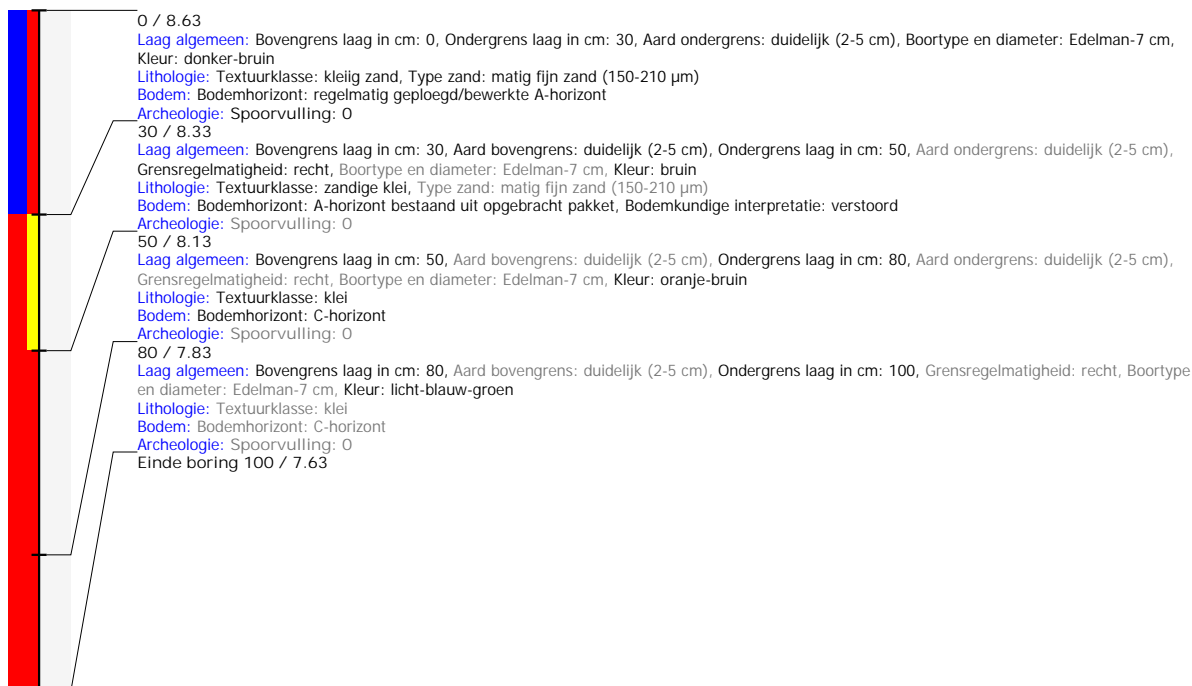 0 / 8.63
Laag algemeen: Bovengrens laag in cm: 0, Ondergrens laag in cm: 30, Aard ondergrens: duidelijk (2-5 cm), Boortype en diameter: Edelman-7 cm,
Kleur: donker-bruin
Lithologie: Textuurklasse: kleiig zand, Type zand: matig fijn zand (150-210 µm)
Bodem: Bodemhorizont: regelmatig geploegd/bewerkte A-horizont
Archeologie: Spoorvulling: 0
30 / 8.33
Laag algemeen: Bovengrens laag in cm: 30, Aard bovengrens: duidelijk (2-5 cm), Ondergrens laag in cm: 50, Aard ondergrens: duidelijk (2-5 cm),
Grensregelmatigheid: recht, Boortype en diameter: Edelman-7 cm, Kleur: bruin
Lithologie: Textuurklasse: zandige klei, Type zand: matig fijn zand (150-210 µm)
Bodem: Bodemhorizont: A-horizont bestaand uit opgebracht pakket, Bodemkundige interpretatie: verstoord
Archeologie: Spoorvulling: 0
50 / 8.13
Laag algemeen: Bovengrens laag in cm: 50, Aard bovengrens: duidelijk (2-5 cm), Ondergrens laag in cm: 80, Aard ondergrens: duidelijk (2-5 cm),
Grensregelmatigheid: recht, Boortype en diameter: Edelman-7 cm, Kleur: oranje-bruin
Lithologie: Textuurklasse: klei
Bodem: Bodemhorizont: C-horizont
Archeologie: Spoorvulling: 0
80 / 7.83
Laag algemeen: Bovengrens laag in cm: 80, Aard bovengrens: duidelijk (2-5 cm), Ondergrens laag in cm: 100, Grensregelmatigheid: recht, Boortype
en diameter: Edelman-7 cm, Kleur: licht-blauw-groen
Lithologie: Textuurklasse: klei
Bodem: Bodemhorizont: C-horizont
Archeologie: Spoorvulling: 0
Einde boring 100 / 7.63